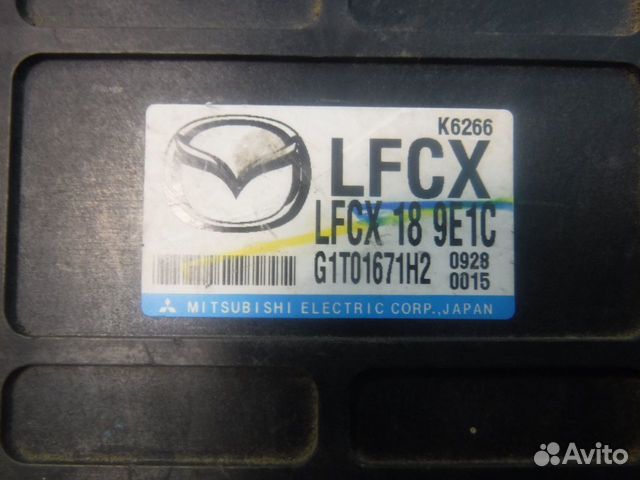 K6266
LFCX
LFCX 18 9E1C
G1T01671H2 0928
0015
MITSUBISHI ELECTRIC CORP., JAPAN
Avito